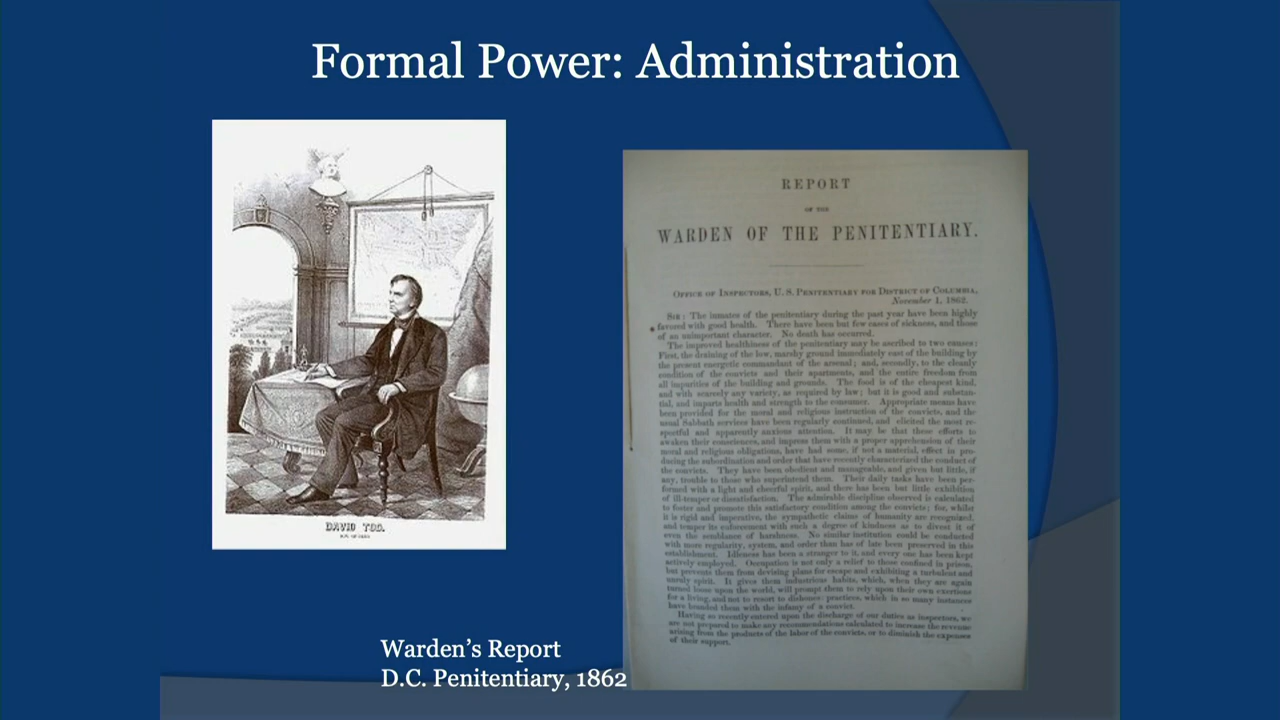 Formal Power: Administration
DAVID TOD.
REPORT
OF THE
WARDEN OF THE PENITENTIARY.
OFFICE OF INSPECTORS, U. S. PENITENTIARY FOR DISTRICT OF COLUMBIA,
November 1, 1862.
SIR: The inmates of the penitentiary during the past year have been highly
favored with good health. There have been but few cases of sickness, and those
of an unimportant character. No death has occurred.
The improved healthiness of the penitentiary may be ascribed to two causes:
First, the draining of the low, marshy ground immediately east of the building by
the present energetic commandant of the arsenal; and, secondly, to the cleanly
condition of the convicts and their apartments, and the entire freedom from
all impurities of the building and grounds. The food is of the cheapest kind,
and with scarcely any variety, as required by law; but it is good and substan-
tial, and imparts health and strength to the consumer. Appropriate means have
been provided for the moral and religious instruction of the convicts, and the
usual Sabbath services have been regularly continued, and elicited the most re-
spectful and apparently anxious attention. It may be that these efforts to
awaken their consciences, and impress them with a proper apprehension of their
moral and religious obligations, have had some, if not a material, effect in pro-
ducing the subordination and order that have recently characterised the conduct of
the convicts. They have been obedient and manageable, and given but little, if
any, trouble to those who superintend them. Their daily tasks have been per-
formed with a light and cheerful spirit, and there has been but little exhibition
of ill-temper or dissatisfaction. The admirable discipline observed is calculated
to foster and promote this satisfactory condition among the convicts; for, whilst
it is rigid and imperative, the sympathetic claims of humanity are recognized,
and temper its enforcement with such a degree of kindness as to divest it of
even the semblance of harshness. No similar institution could be conducted
with more regularity, system, and order than has of late been preserved in this
establishment. Idleness has been a stranger to it, and every one has been kept
actively employed. Occupation is not only a relief to those confined in prison,
but prevents them from devising plans for escape and exhibiting a turbulent and
unruly spirit. It gives them industrious habits, which, when they are again
turned loose upon the world, will prompt them to rely upon their own exertions
for a living, and not to resort to dishonest practices, which in so many instances
have branded them with the infamy of a convict.
Having so recently entered upon the discharge of our duties as inspectors, we
are not prepared to make any recommendations calculated to increase the revenue
arising from the products of the labor of the convicts, or to diminish the expenses
of their support.
Warden's Report
D.C. Penitentiary, 1862